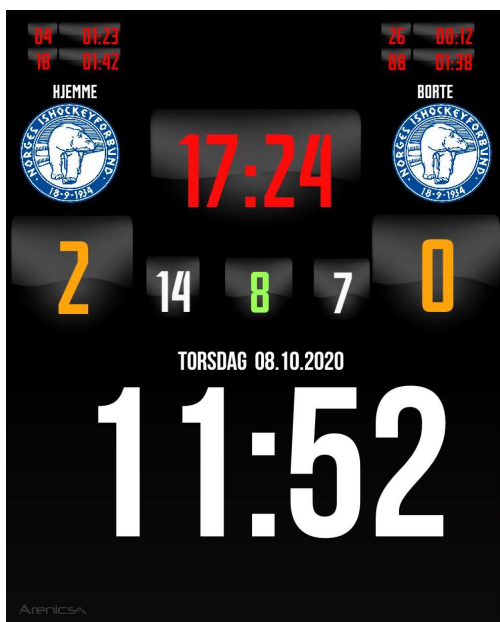 04 01:23
18 01:42
26 00:12
88 01:38
HJEMME
BORTE
NORGES ISHOCKEYFORBUND
·18-9-1934·
NORGES ISHOCKEYFORBUND
·18-9-1934·
17:24
2
14
8
7
0
TORSDAG 08.10.2020
11:52
Arenics